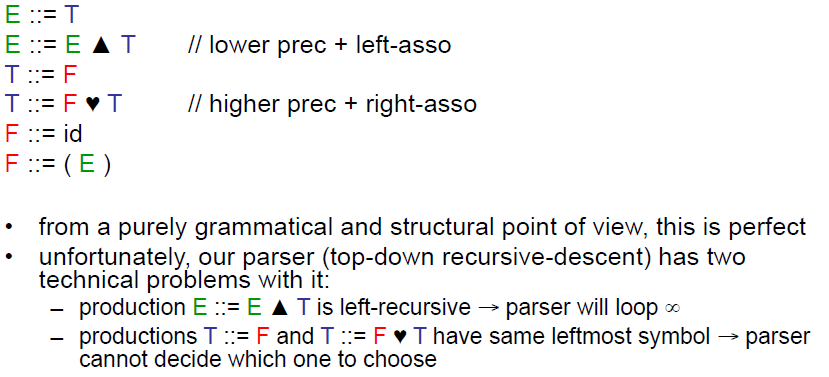 E ::= T
E ::= E ▲ T // lower prec + left-asso
T ::= F
T ::= F ♥ T // higher prec + right-asso
F ::= id
F ::= ( E )
• from a purely grammatical and structural point of view, this is perfect
• unfortunately, our parser (top-down recursive-descent) has two
technical problems with it:
– production E ::= E ▲ T is left-recursive → parser will loop ∞
– productions T ::= F and T ::= F ♥ T have same leftmost symbol → parser
cannot decide which one to choose